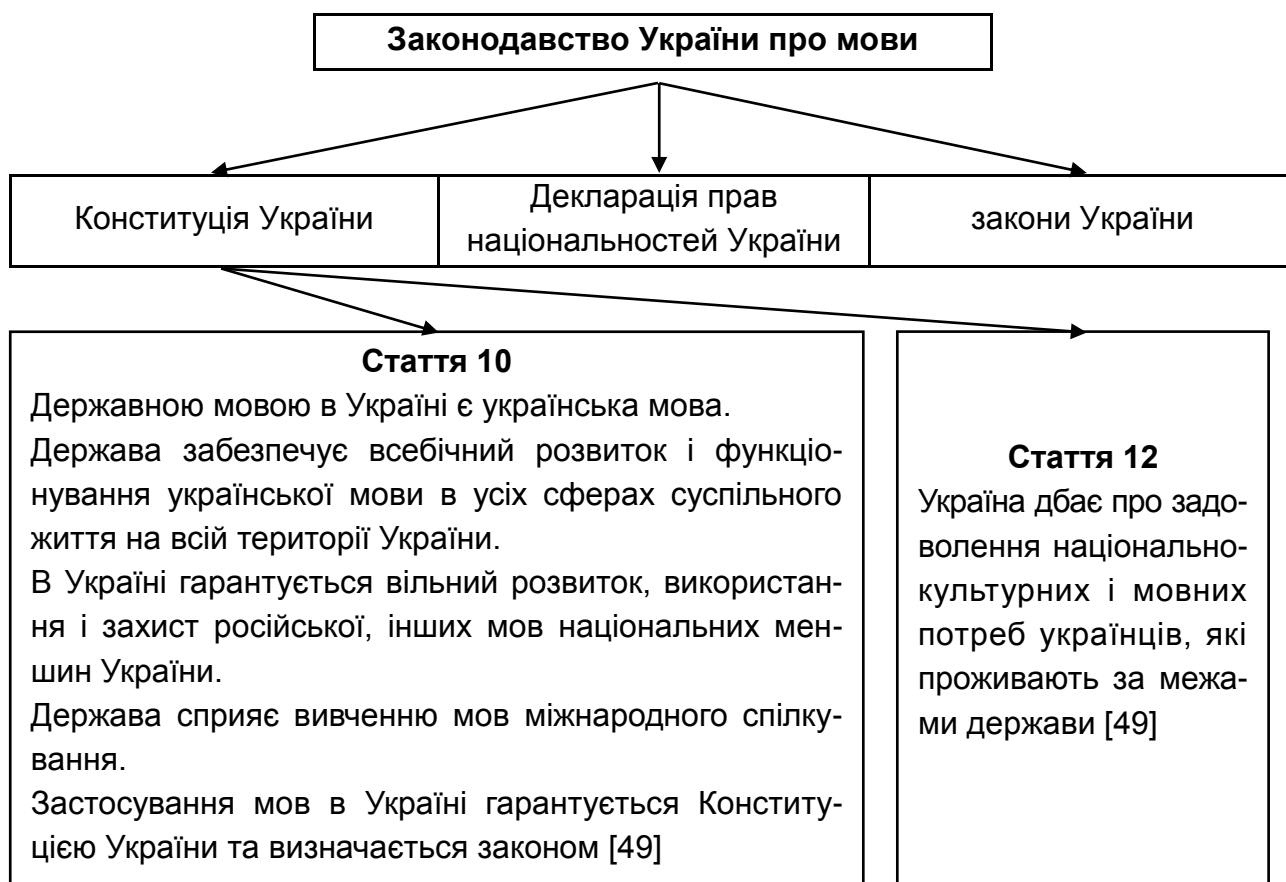 Законодавство України про мови
Конституція України
Декларація прав
національностей України
закони України
Стаття 10
Державною мовою в Україні є українська мова.
Держава забезпечує всебічний розвиток і функціо-
нування української мови в усіх сферах суспільного
життя на всій території України.
В Україні гарантується вільний розвиток, використан-
ня і захист російської, інших мов національних мен-
шин України.
Держава сприяє вивченню мов міжнародного спілку-
вання.
Застосування мов в Україні гарантується Конститу-
цією України та визначається законом [49]
Стаття 12
Україна дбає про задо-
волення національно-
культурних і мовних
потреб українців, які
проживають за межа-
ми держави [49]